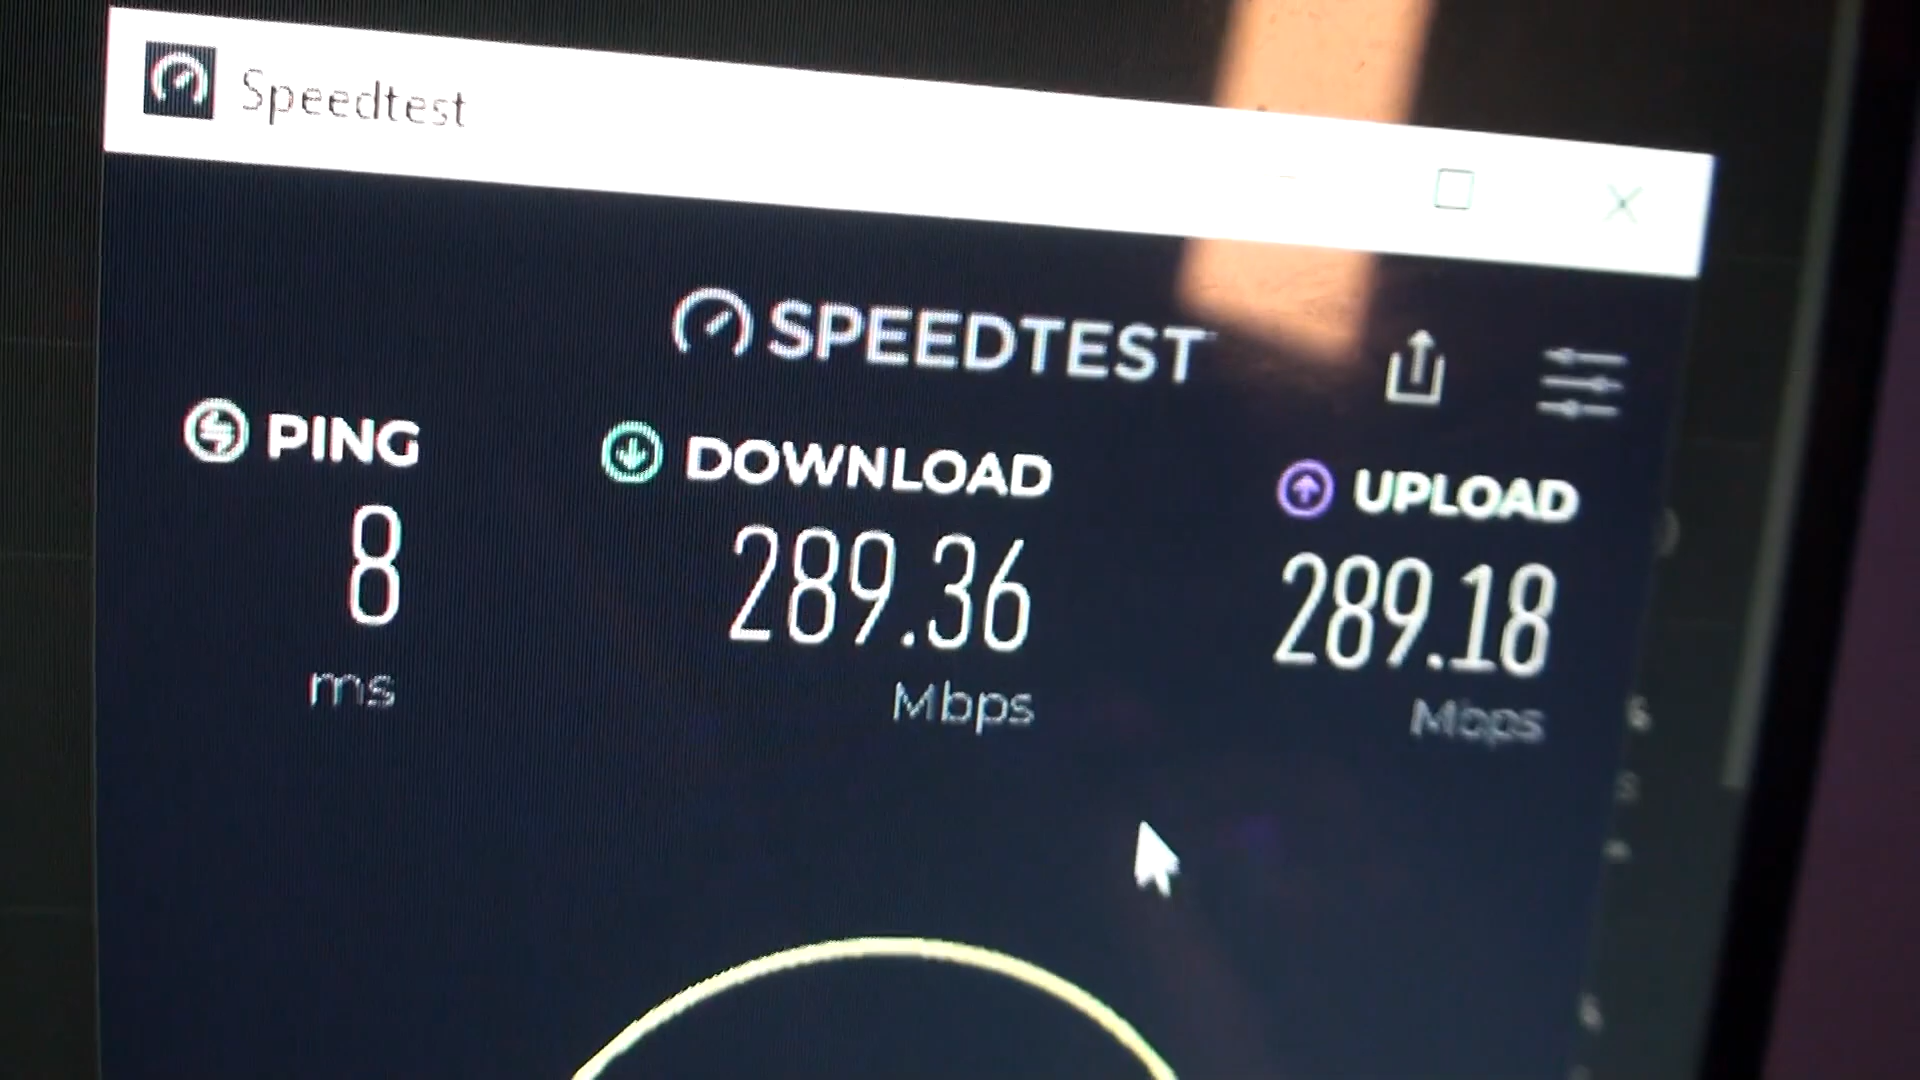 Speedtest
SPEEDTEST
PING
DOWNLOAD
UPLOAD
8
289.36
289.18
ms
Mbps
Mbps